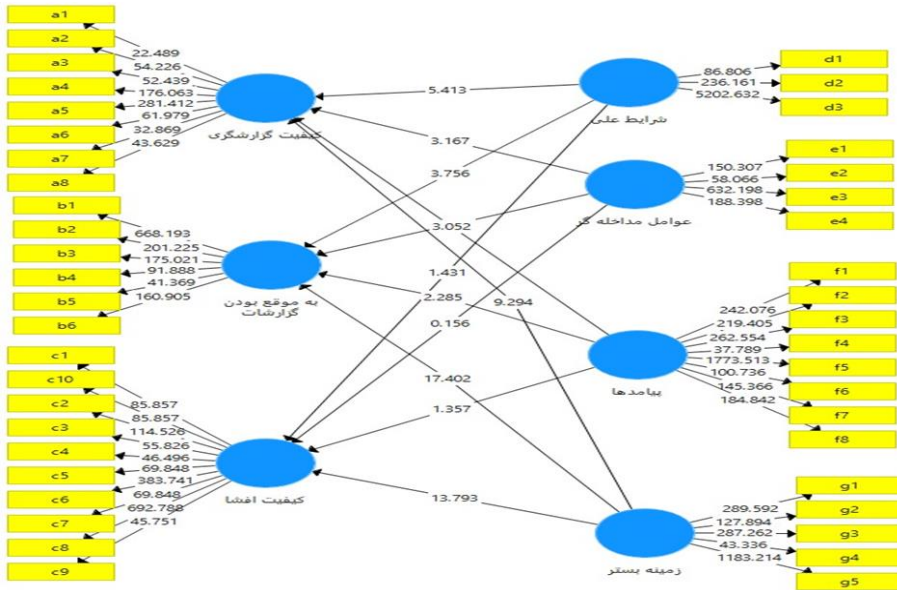 a1
a2
a3
a4
a5
a6
a7
a8
22.489
54.226
52.439
176.063
281.412
61.979
32.869
43.629
کیفیت گزارشگری
b1
b2
b3
b4
b5
b6
668.193
201.225
175.021
91.888
41.369
160.905
به موقع بودن
گزارشات
c1
c10
c2
c3
c4
c5
c6
c7
c8
c9
85.857
85.857
114.526
55.826
46.496
69.848
383.741
69.848
692.788
45.751
کیفیت افشا
5.413
3.167
3.756
3.052
1.431
2.285
9.294
0.156
17.402
1.357
13.793
شرایط علی
86.806
236.161
5202.632
d1
d2
d3
عوامل مداخله گر
150.307
58.066
632.198
188.398
e1
e2
e3
e4
پیامدها
242.076
219.405
262.554
37.789
1773.513
100.736
145.366
184.842
f1
f2
f3
f4
f5
f6
f7
f8
زمینه بستر
289.592
127.894
287.262
43.336
1183.214
g1
g2
g3
g4
g5